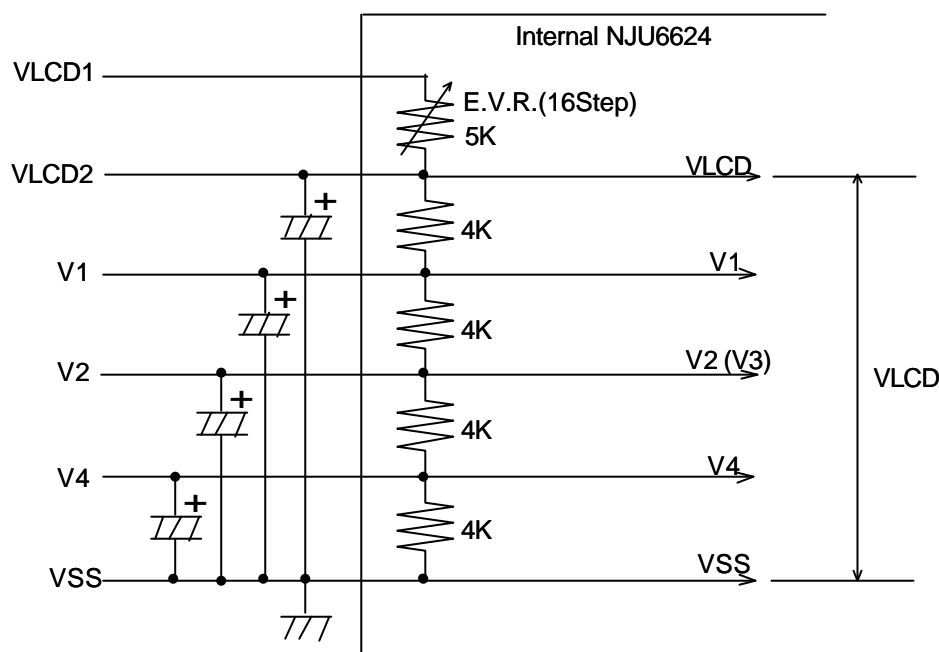 Internal NJU6624
VLCD1
E.V.R.(16Step)
5K
VLCD2
VLCD
+
4K
V1
V1
+
4K
V2
V2 (V3)
VLCD
+
4K
V4
V4
+
4K
VSS
VSS